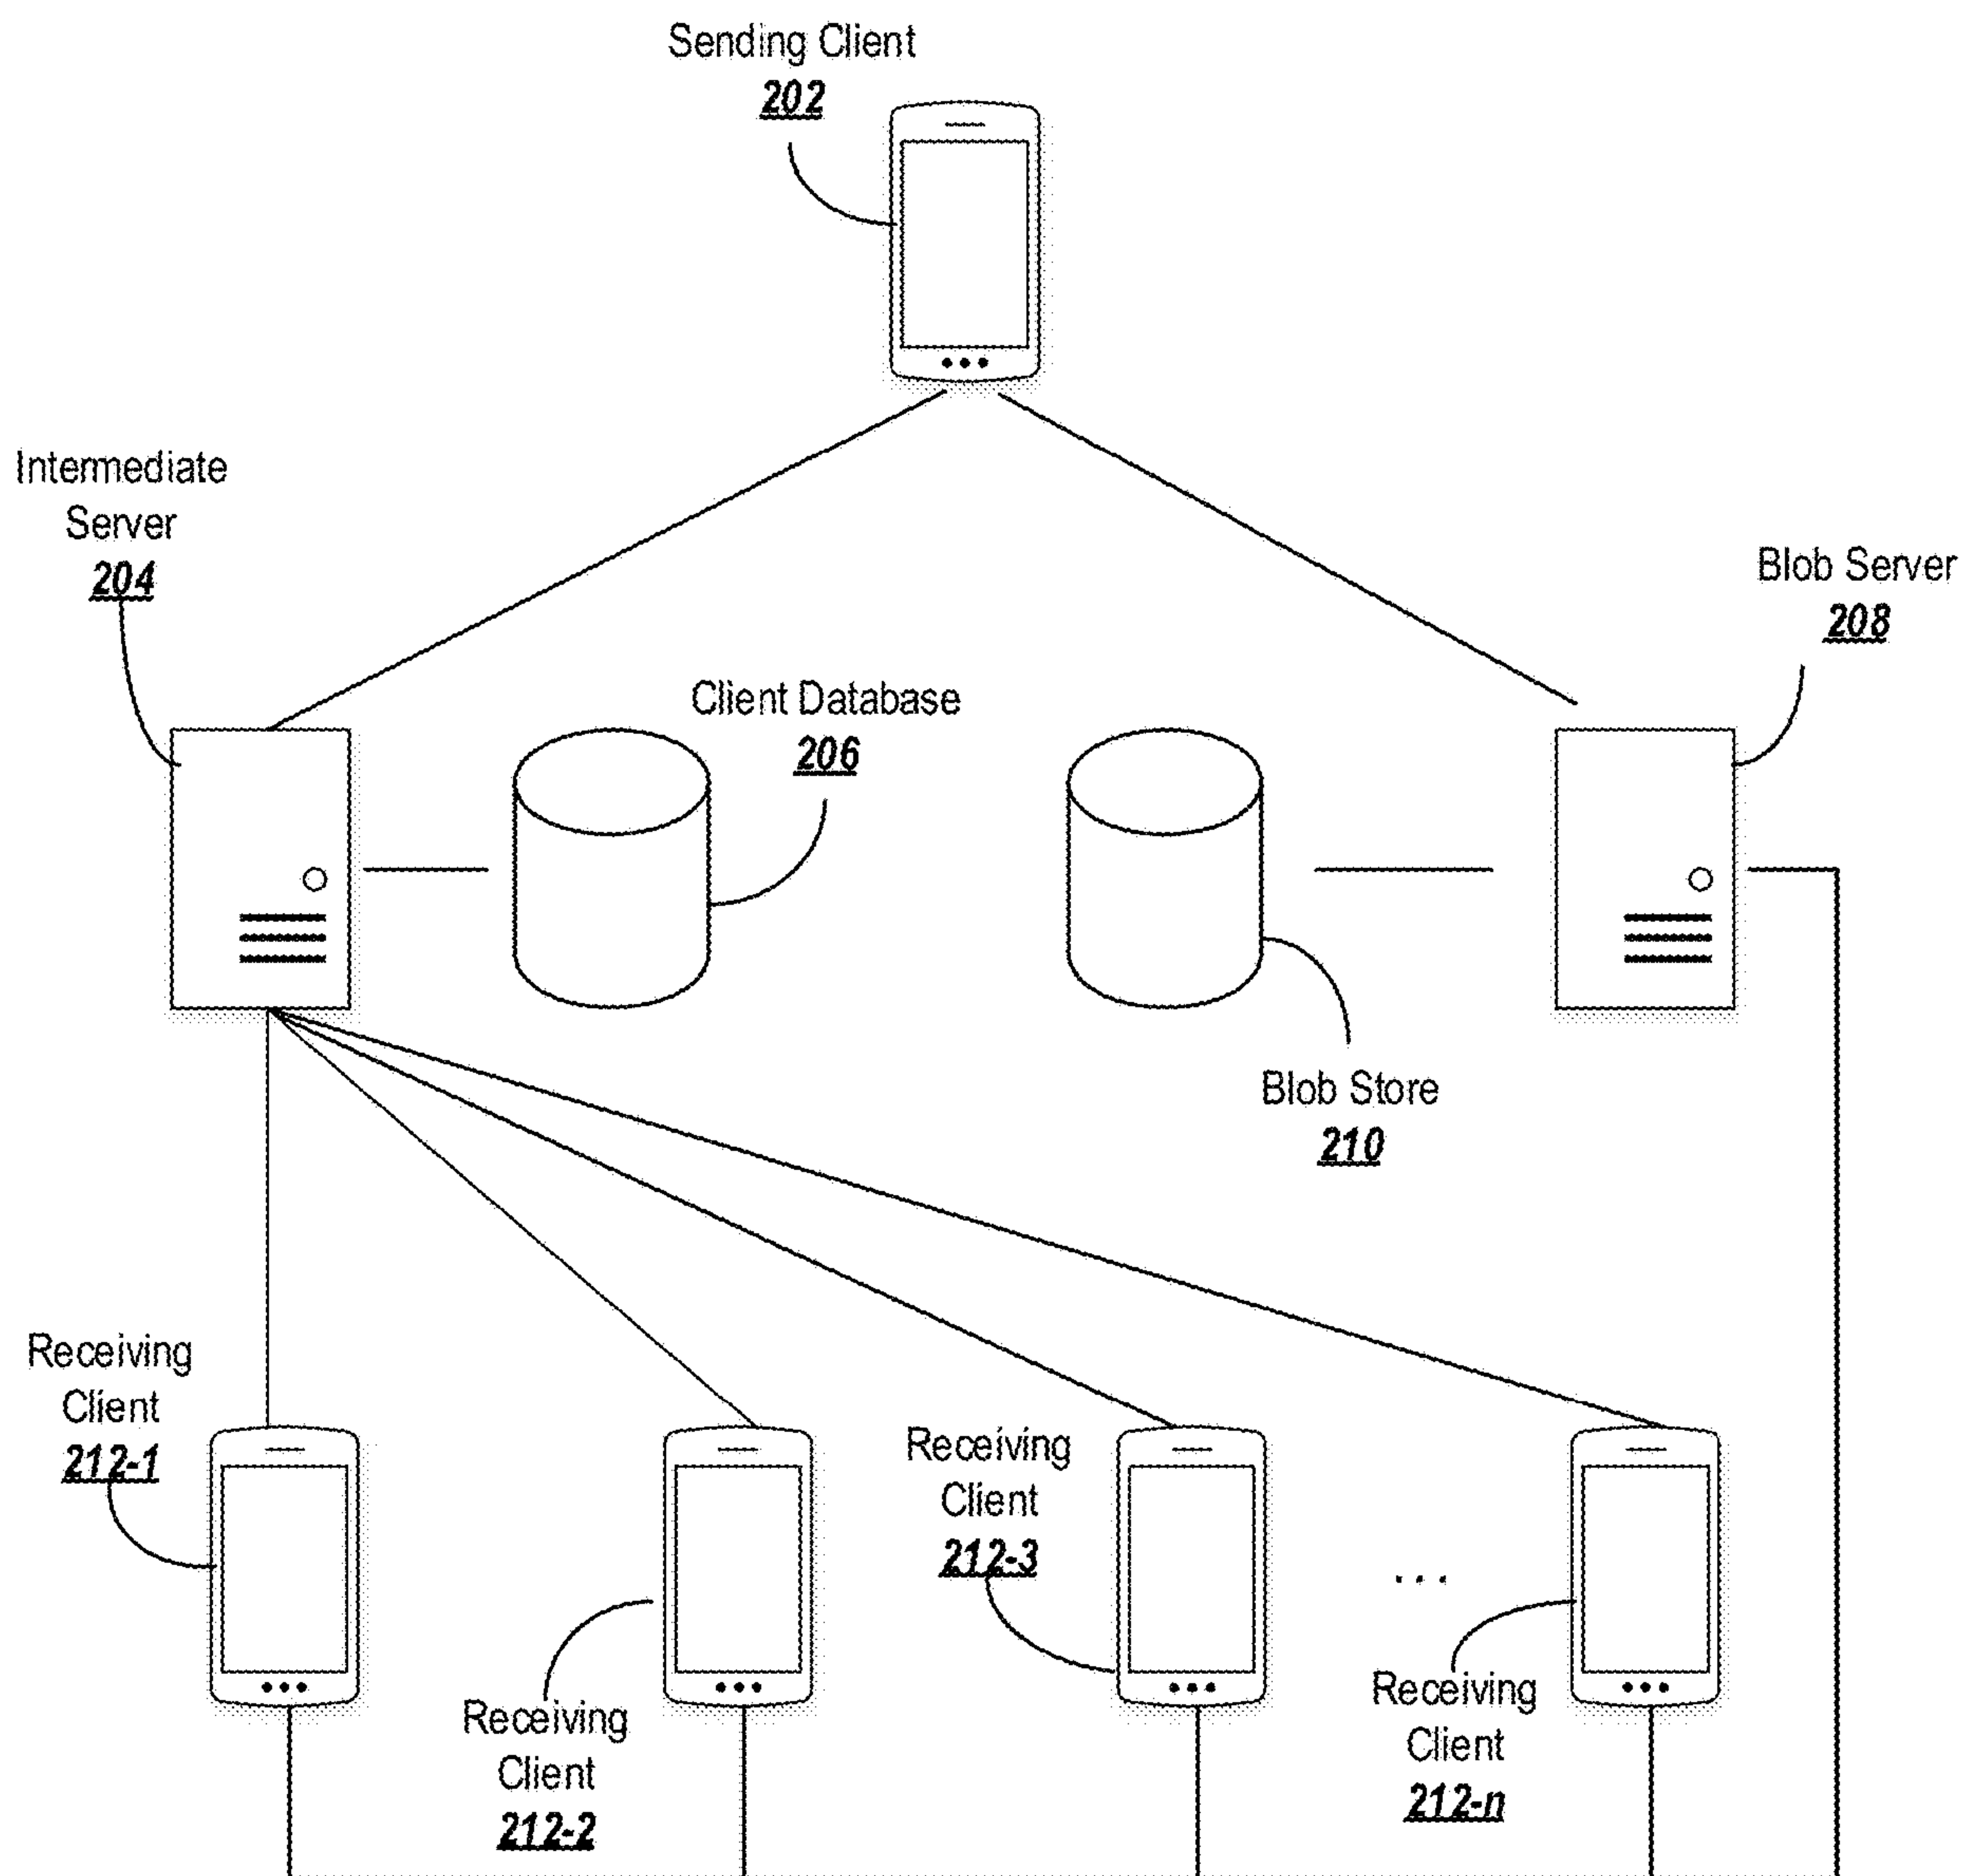 Sending Client
202
Intermediate
Server
204
Blob Server
208
Client Database
206
Blob Store
210
Receiving
Client
212-1
Receiving
Client
212-2
Receiving
Client
212-3
...
Receiving
Client
212-n